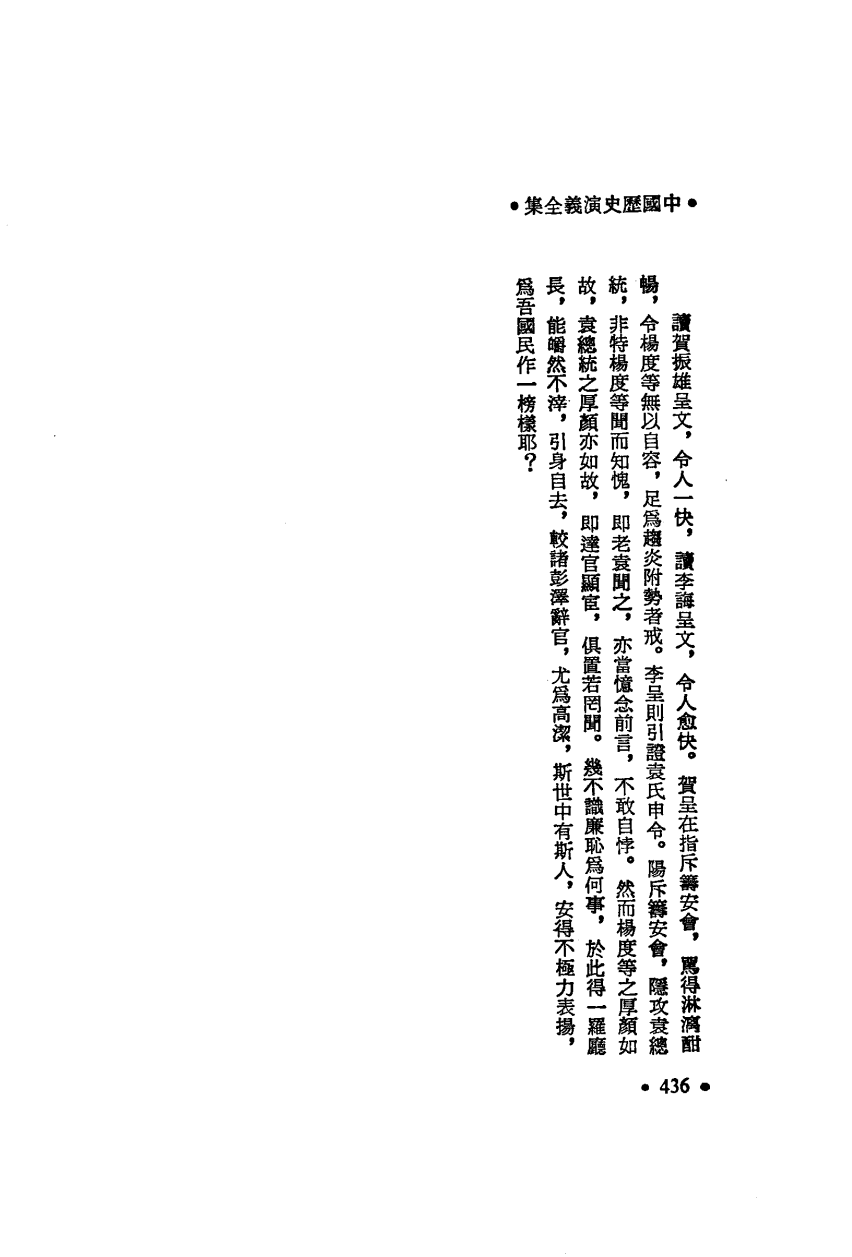 •中國歷史演義全集•
讀賀振雄呈文，令人一快，讀李誨呈文，令人愈快。賀呈在指斥籌安會，罵得淋漓酣
暢，令楊度等無以自容，足爲趨炎附勢者戒。李呈則引證袁氏申令。陽斥籌安會，隱攻袁總
統，非特楊度等聞而知愧，即老袁聞之，亦當憶念前言，不敢自悖。然而楊度等之厚顏如
故，袁總統之厚顏亦如故，即達官顯宦，俱置若罔聞。幾不識廉恥爲何事，於此得一羅廳
長，能皭然不滓，引身自去，較諸彭澤辭官，尤爲高潔，斯世中有斯人，安得不極力表揚，
爲吾國民作一榜樣耶？
• 436 •